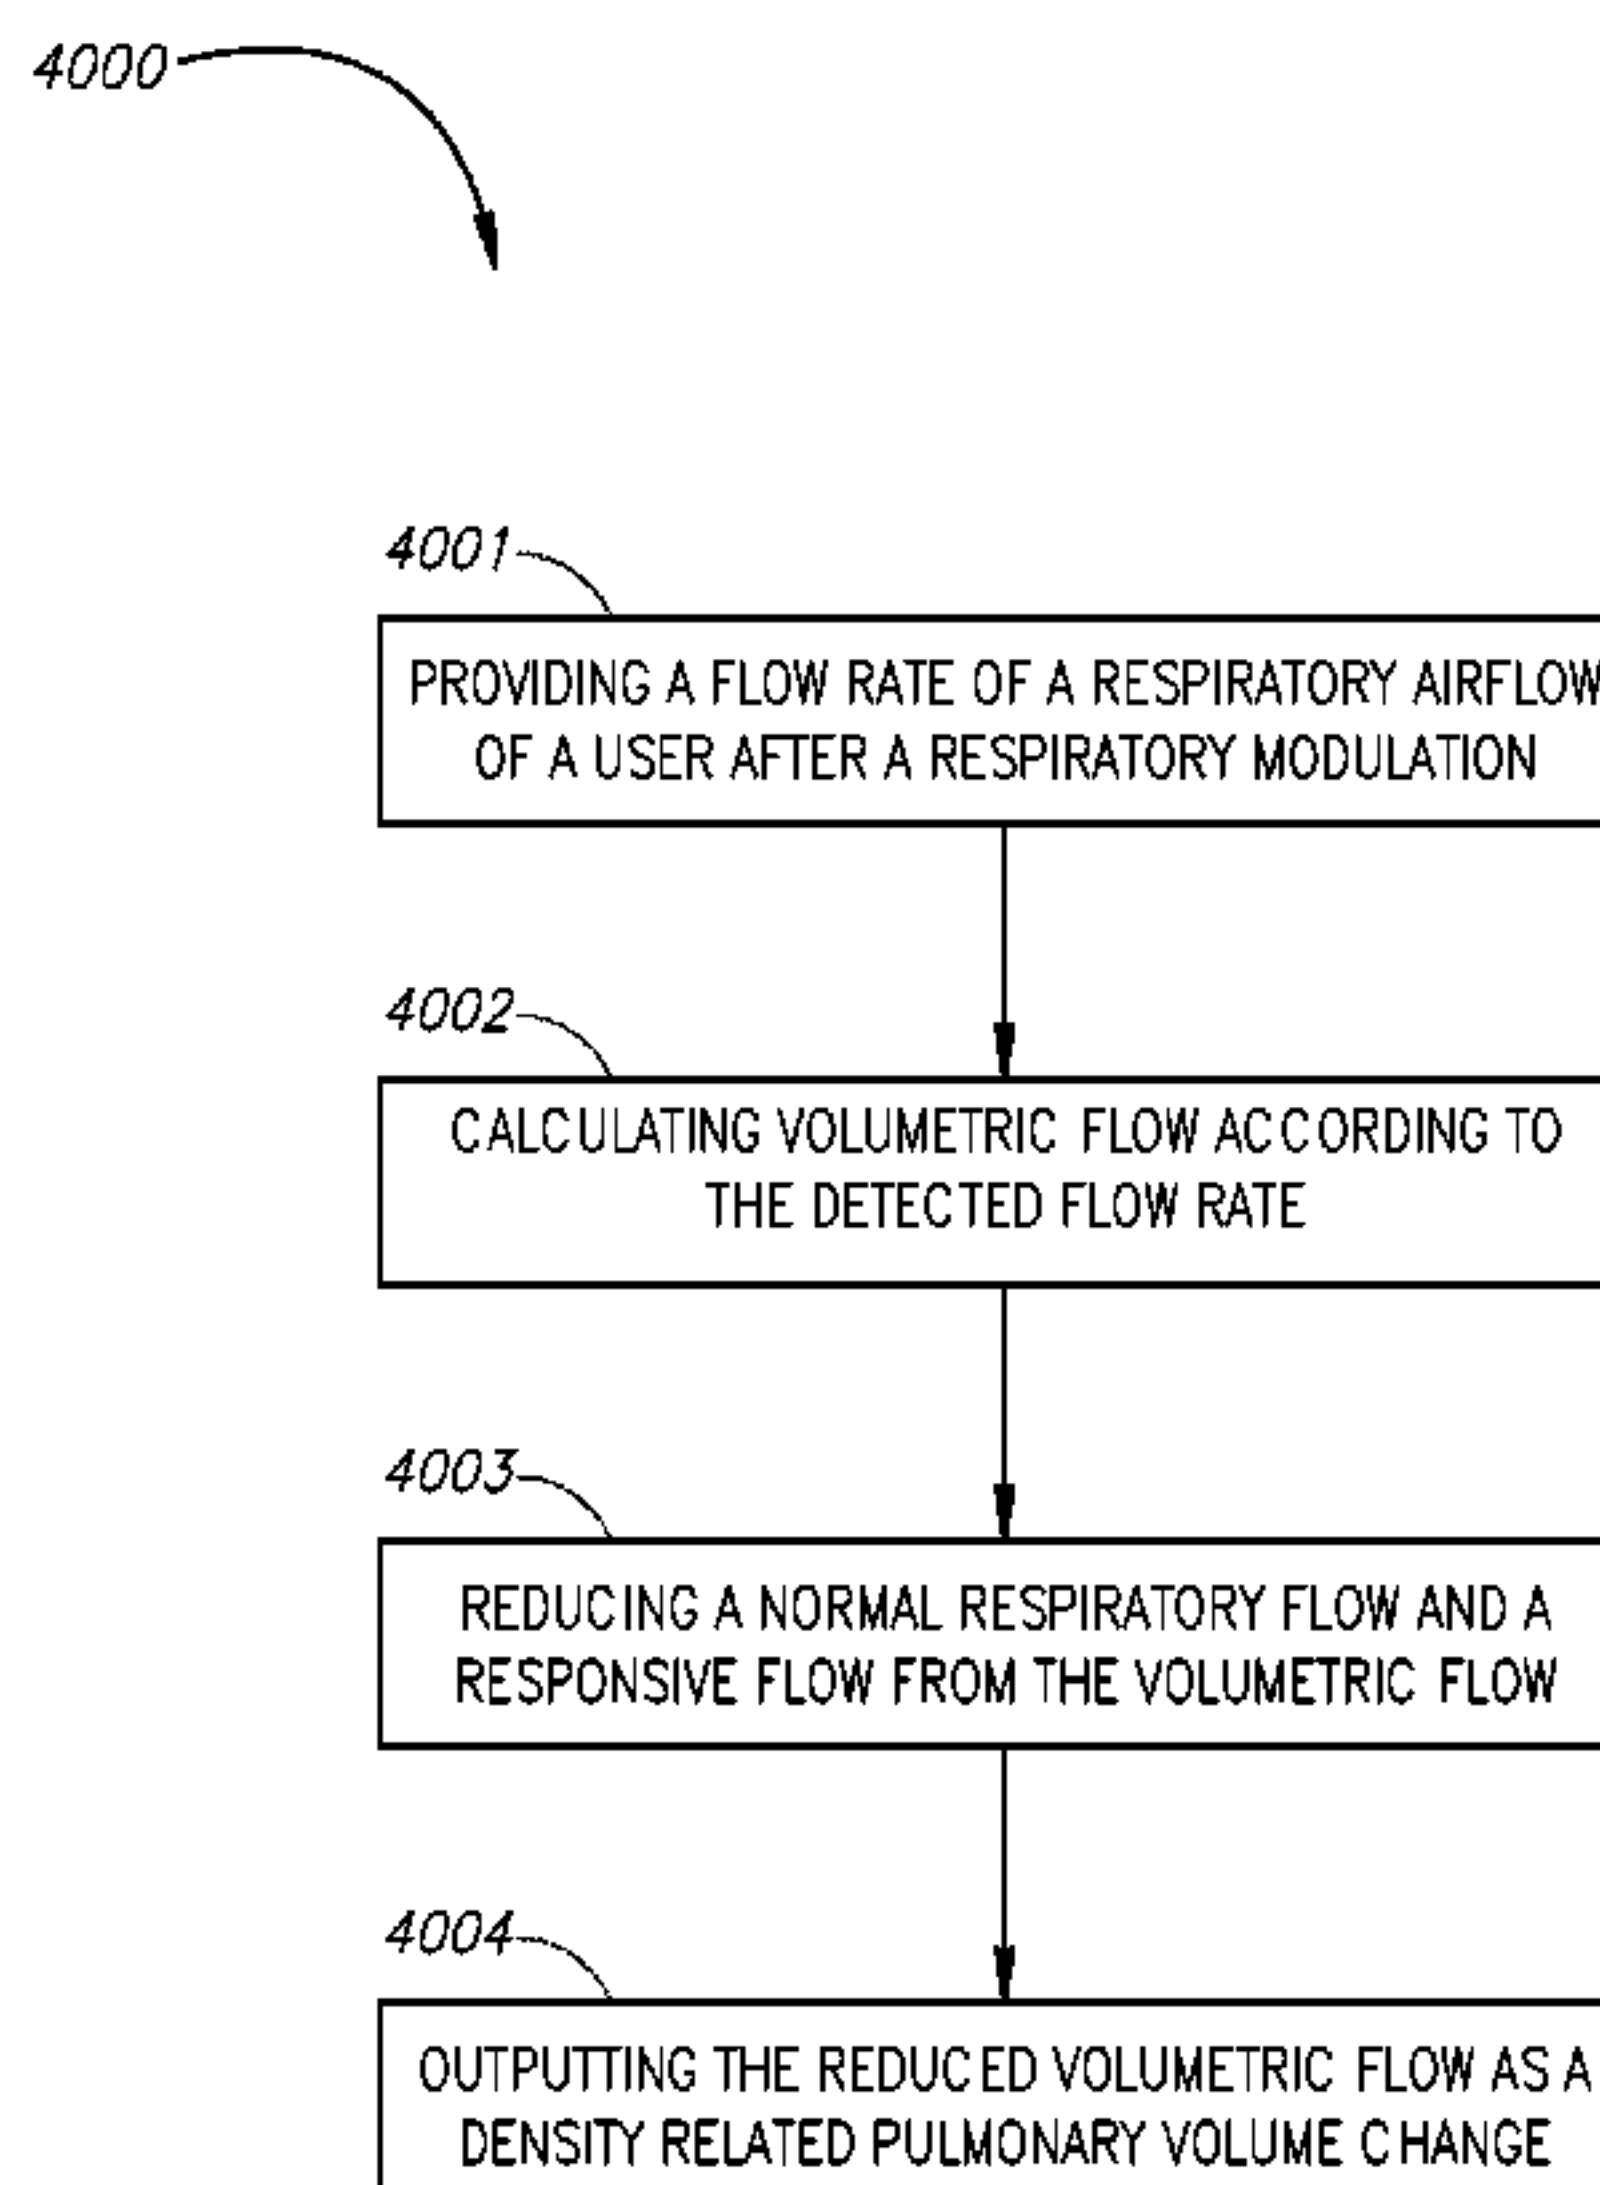 4000
4001
PROVIDING A FLOW RATE OF A RESPIRATORY AIRFLOW
OF A USER AFTER A RESPIRATORY MODULATION
4002
CALCULATING VOLUMETRIC FLOW ACCORDING TO
THE DETECTED FLOW RATE
4003
REDUCING A NORMAL RESPIRATORY FLOW AND A
RESPONSIVE FLOW FROM THE VOLUMETRIC FLOW
4004
OUTPUTTING THE REDUCED VOLUMETRIC FLOW AS A
DENSITY RELATED PULMONARY VOLUME CHANGE